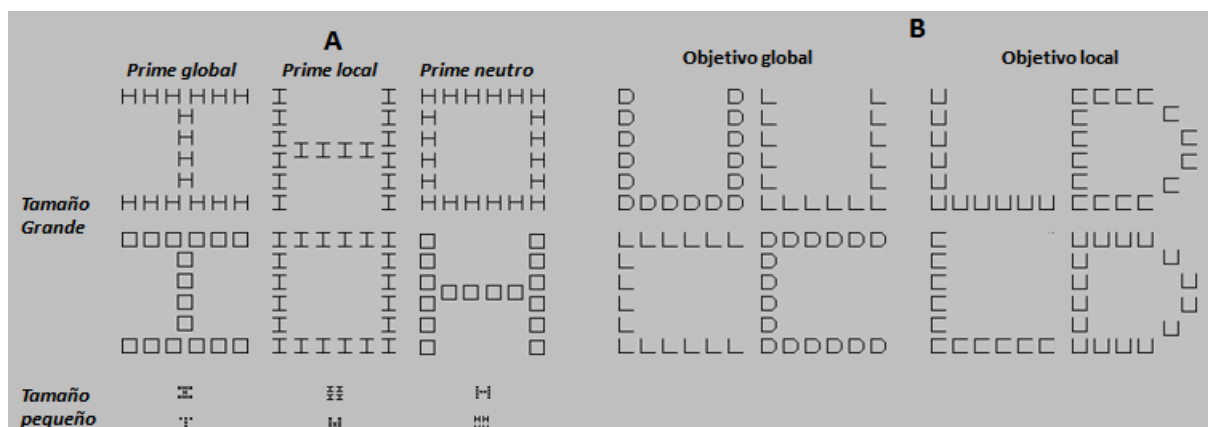 A
B
Prime global Prime local Prime neutro
Objetivo global Objetivo local
Tamaño
Grande
Tamaño
pequeño